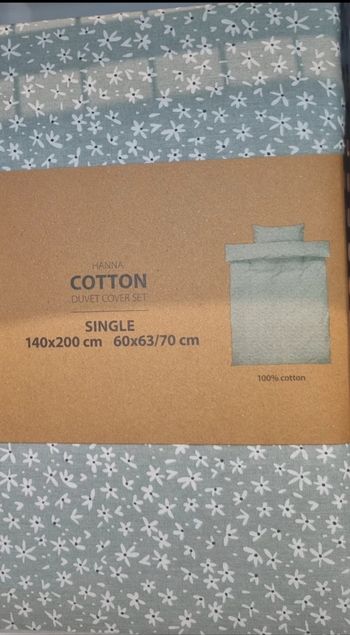 HANNA
COTTON
DUVET COVER SET
SINGLE
140x200 cm 60x63/70 cm
100% cotton